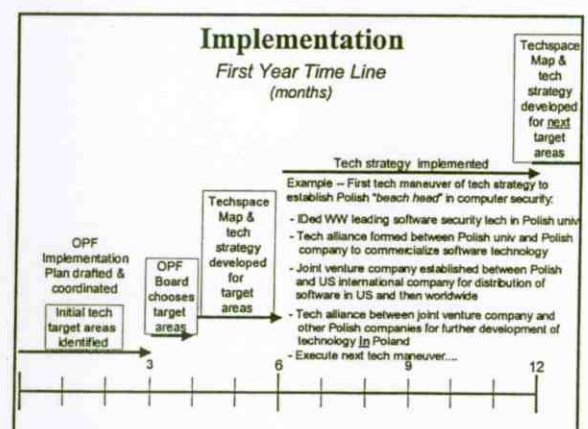 Implementation
First Year Time Line
(months)
OPF
Implementation
Plan drafted &
coordinated
Initial tech
target areas
identified
OPF
Board
chooses
target
areas
Techspace
Map &
tech
strategy
developed
for
target
areas
Tech strategy implemented
Example -- First tech maneuver of tech strategy to
establish Polish "beach head" in computer security:
- IDed WW leading software security tech in Polish univ
- Tech alliance formed between Polish univ and Polish
company to commercialize software technology
- Joint venture company established between Polish
and US international company for distribution of
software in US and then worldwide
- Tech alliance between joint venture company and
other Polish companies for further development of
technology In Poland
- Execute next tech maneuver....
Techspace
Map &
tech
strategy
developed
for next
target
areas
3
6
9
12